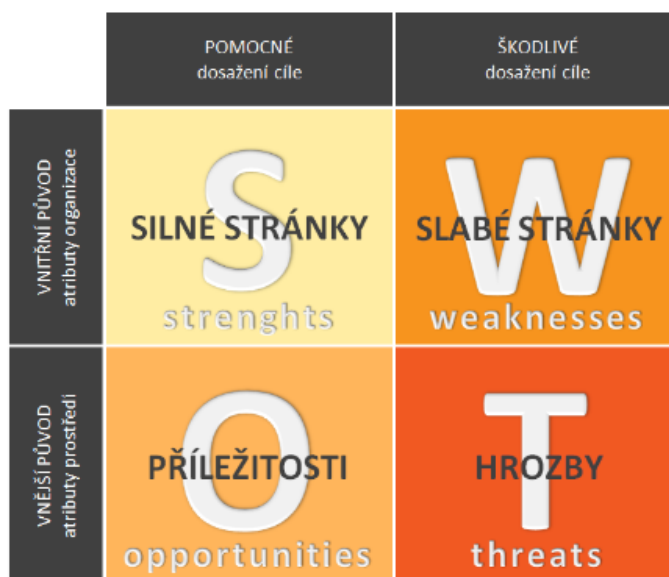 POMOCNÉ
dosažení cíle
ŠKODLIVÉ
dosažení cíle
VNITŘNÍ PŮVOD
atributy organizace
S
SILNÉ STRÁNKY
strenghts
W
SLABÉ STRÁNKY
weaknesses
VNĚJŠÍ PŮVOD
atributy prostředí
O
PŘÍLEŽITOSTI
opportunities
T
HROZBY
threats